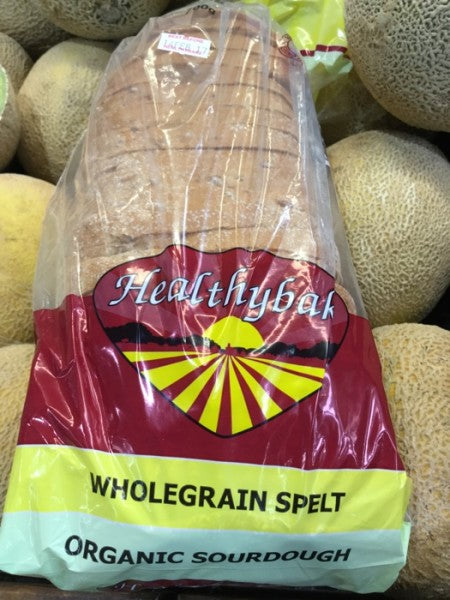 Healthybak
WHOLEGRAIN SPELT
ORGANIC SOURDOUGH